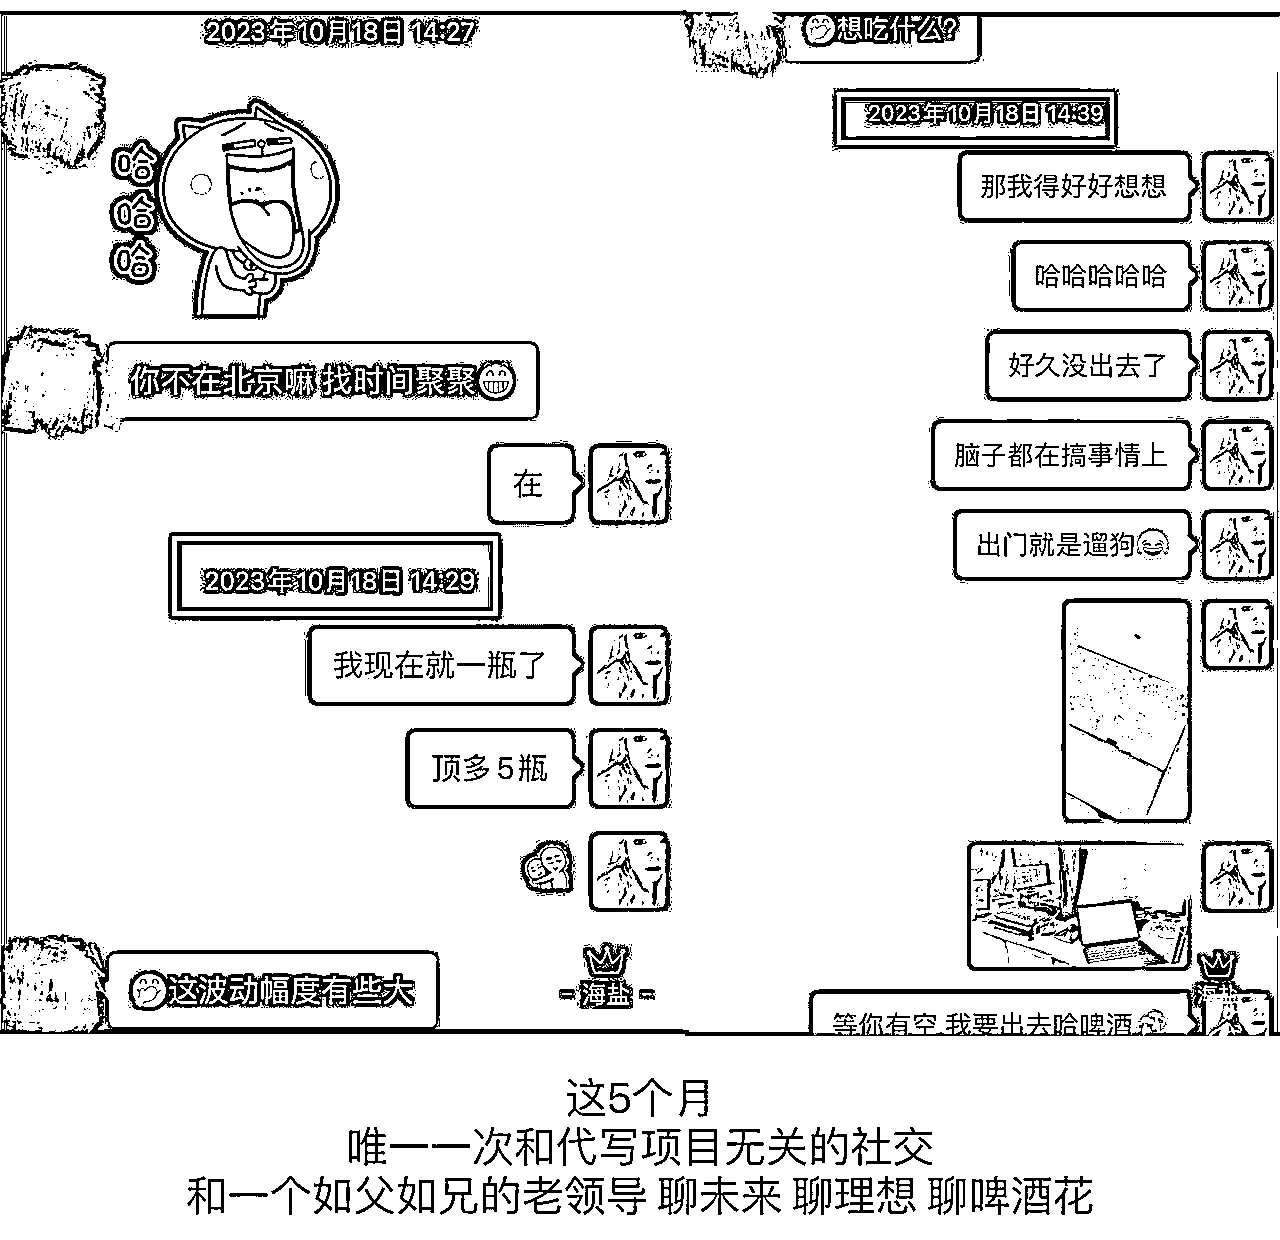 2023年10月18日 14:27
哈
哈
哈
你不在北京嘛 找时间聚聚
在
2023年10月18日 14:29
我现在就一瓶了
顶多5瓶
这波动幅度有些大
- 海盐 -
想吃什么?
2023年10月18日 14:39
那我得好好想想
哈哈哈哈哈
好久没出去了
脑子都在搞事情上
出门就是遛狗
海盐
等你有空 我要出去哈啤酒
这5个月
唯一一次和代写项目无关的社交
和一个如父如兄的老领导 聊未来 聊理想 聊啤酒花